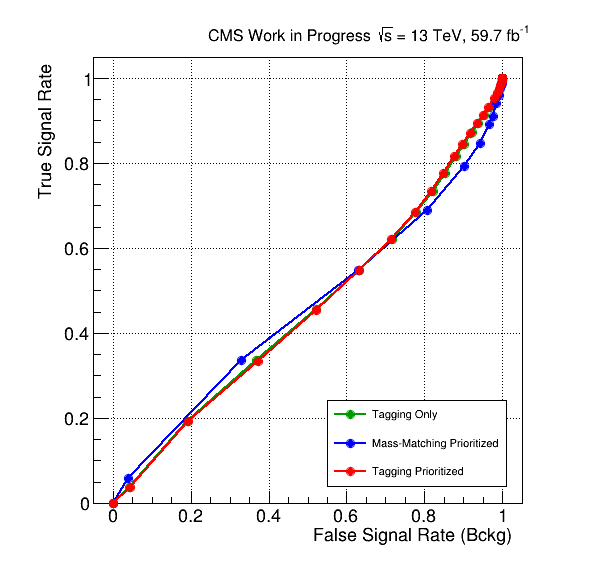 CMS Work in Progress √s = 13 TeV, 59.7 fb⁻¹
True Signal Rate
1
0.8
0.6
0.4
0.2
0
0 0.2 0.4 0.6 0.8 1
False Signal Rate (Bckg)
Tagging Only
Mass-Matching Prioritized
Tagging Prioritized